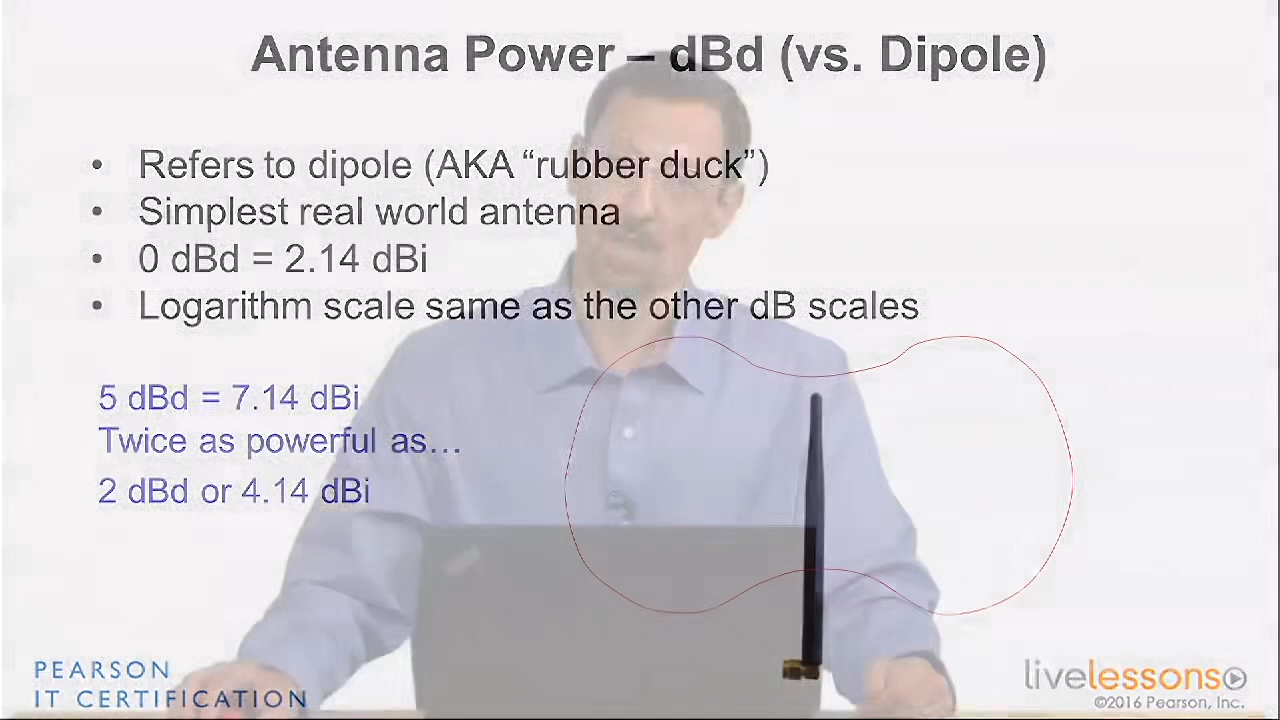 Antenna Power – dBd (vs. Dipole)
• Refers to dipole (AKA “rubber duck”)
• Simplest real world antenna
• 0 dBd = 2.14 dBi
• Logarithm scale same as the other dB scales
5 dBd = 7.14 dBi
Twice as powerful as…
2 dBd or 4.14 dBi
PEARSON
IT CERTIFICATION
livelessons
©2016 Pearson, Inc.